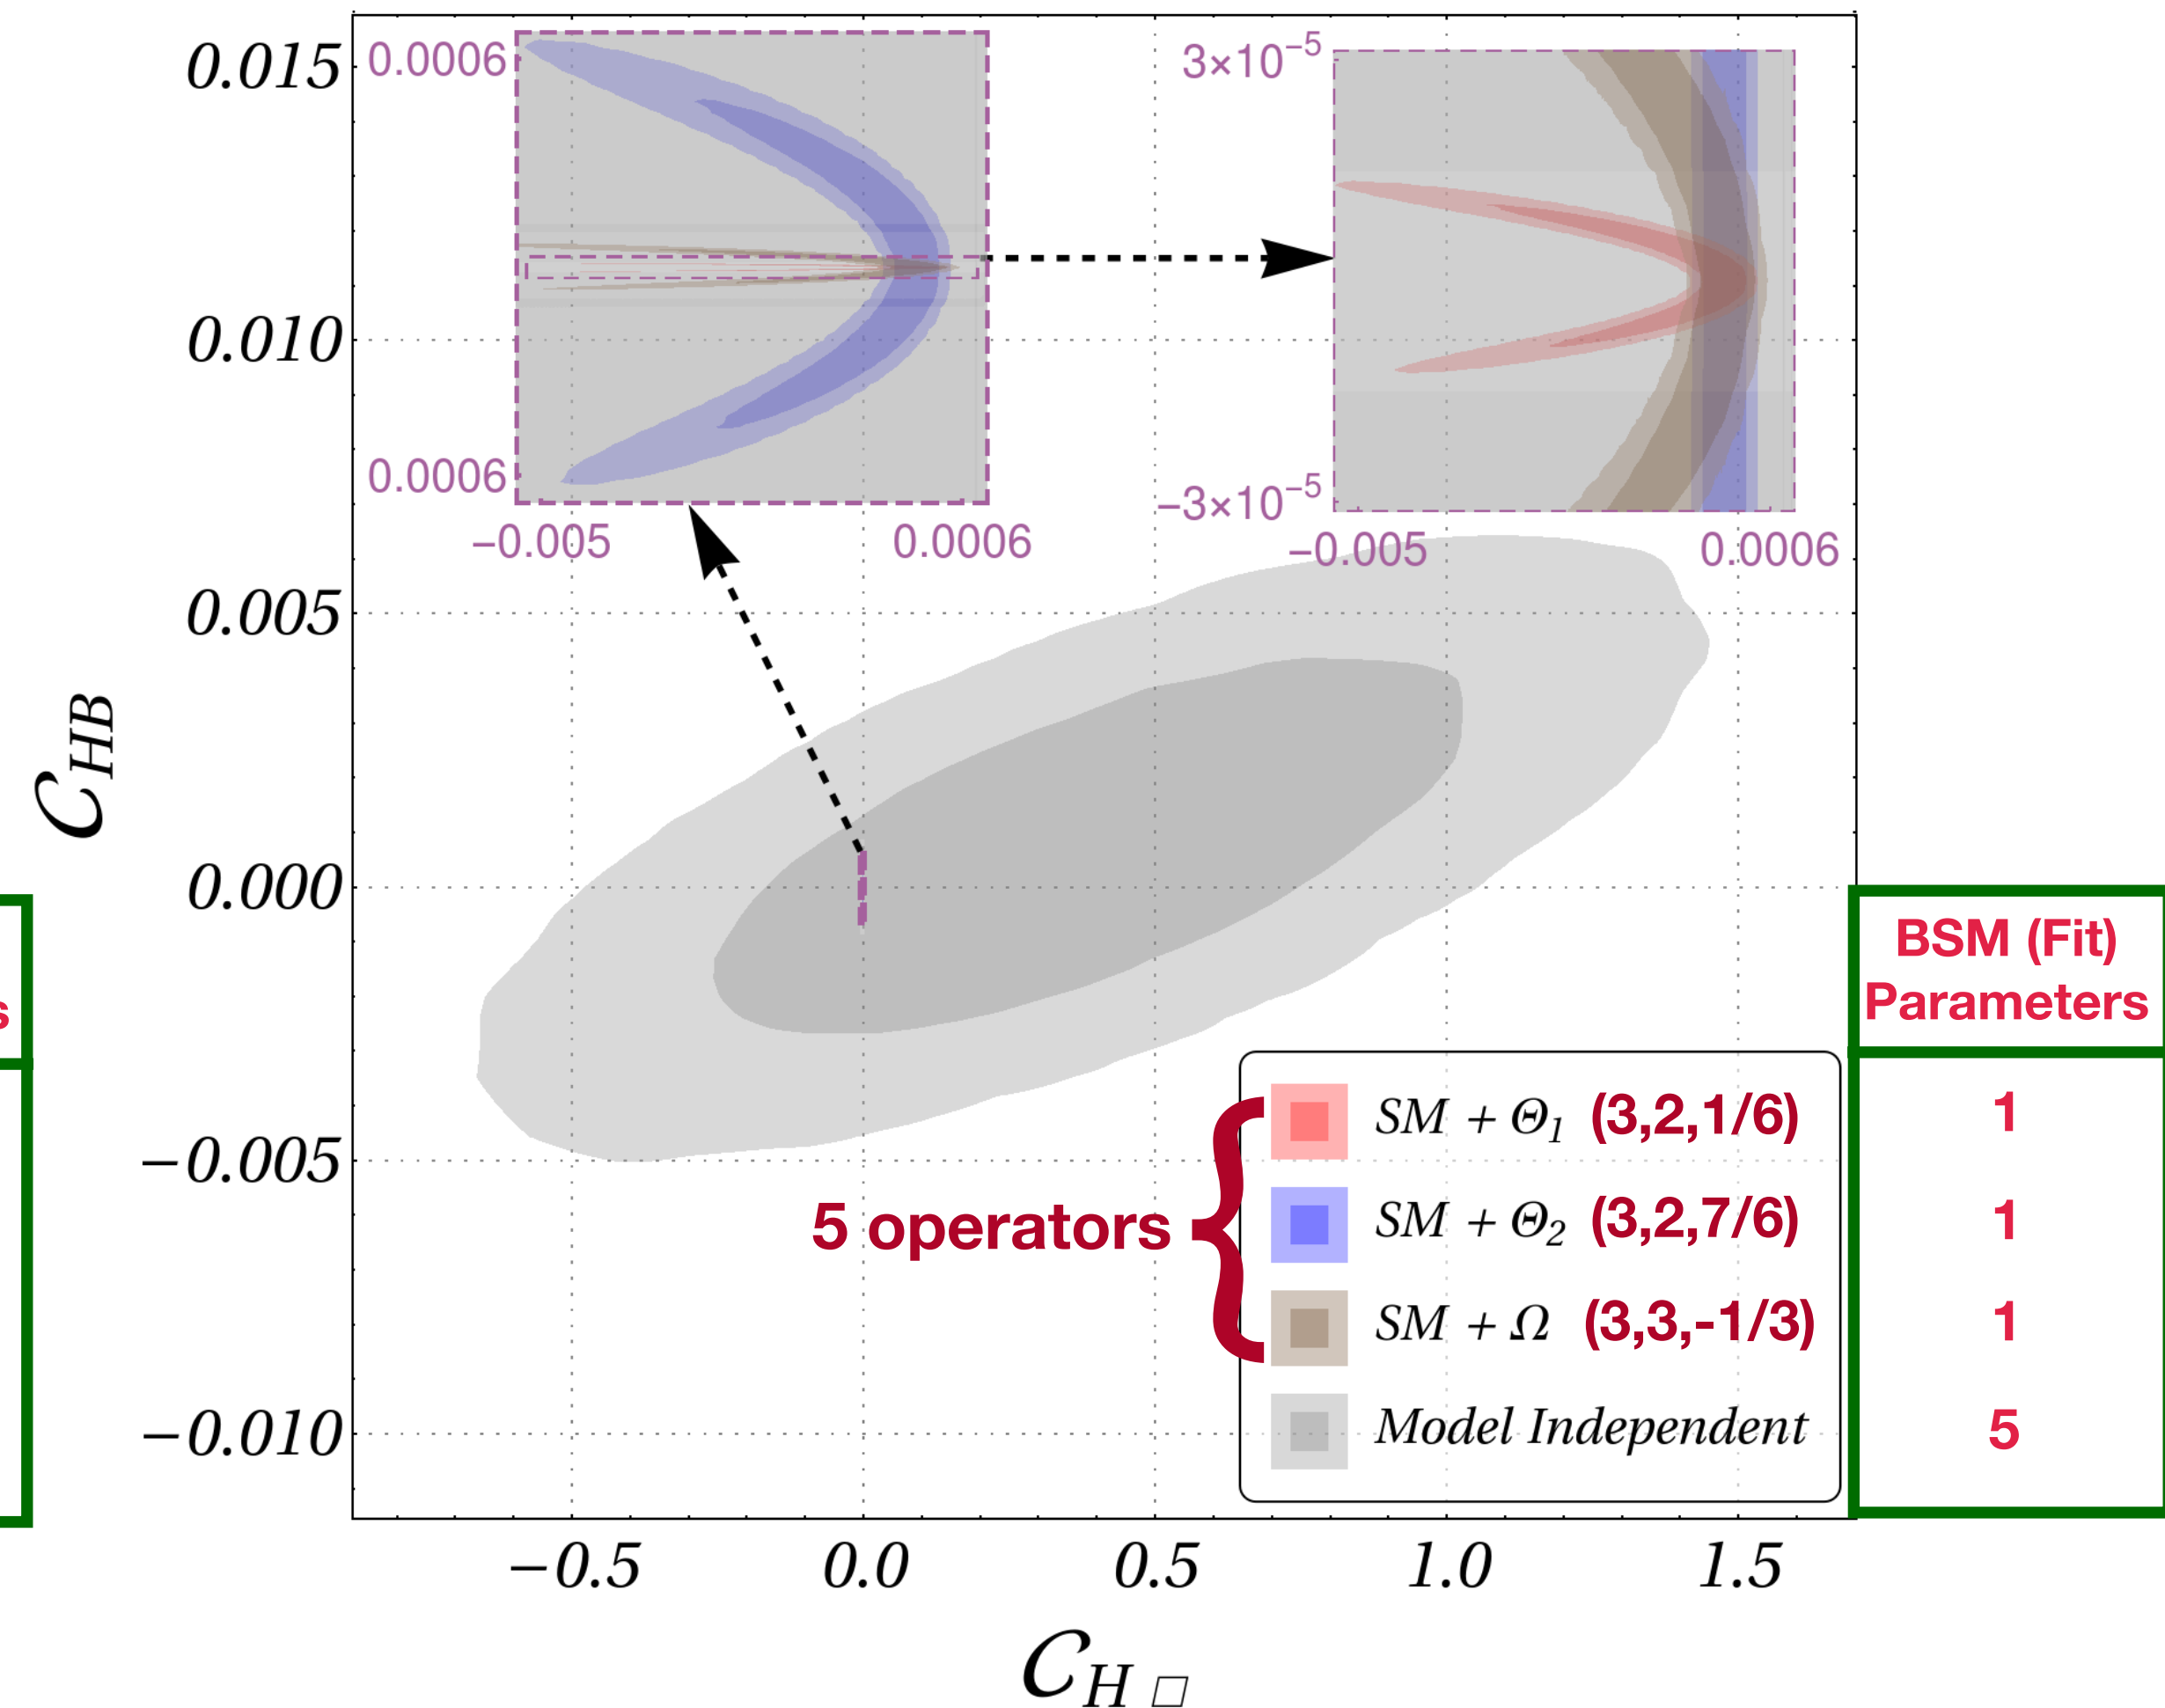 0.015
0.010
0.005
0.000
−0.005
−0.010
C_HB
0.0006
0.0006
−0.005
0.0006
3×10^−5
−3×10^−5
−0.005
0.0006
s
BSM (Fit)
Parameters
5 operators
SM + Θ_1 (3,2,1/6) 1
SM + Θ_2 (3,2,7/6) 1
SM + Ω (3,3,-1/3) 1
Model Independent 5
−0.5 0.0 0.5 1.0 1.5
C_H □